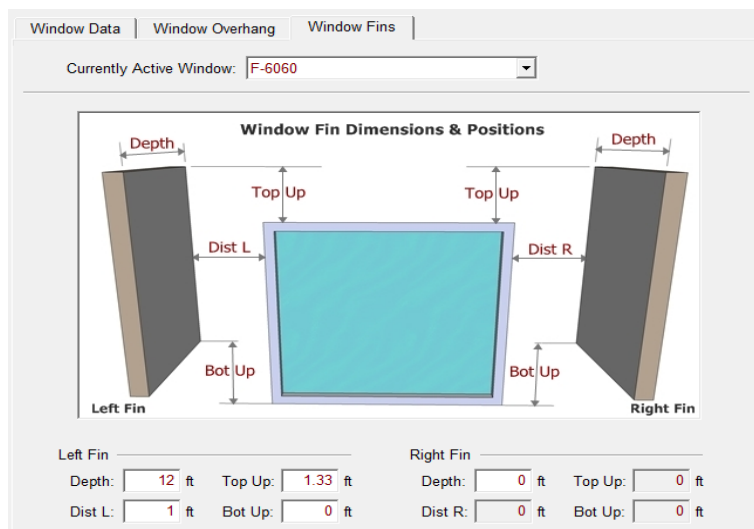 Window Data Window Overhang Window Fins
Currently Active Window: F-6060
Window Fin Dimensions & Positions
Depth Depth
Top Up Top Up
Dist L Dist R
Bot Up Bot Up
Left Fin Right Fin
Left Fin Right Fin
Depth: 12 ft Top Up: 1.33 ft Depth: 0 ft Top Up: 0 ft
Dist L: 1 ft Bot Up: 0 ft Dist R: 0 ft Bot Up: 0 ft